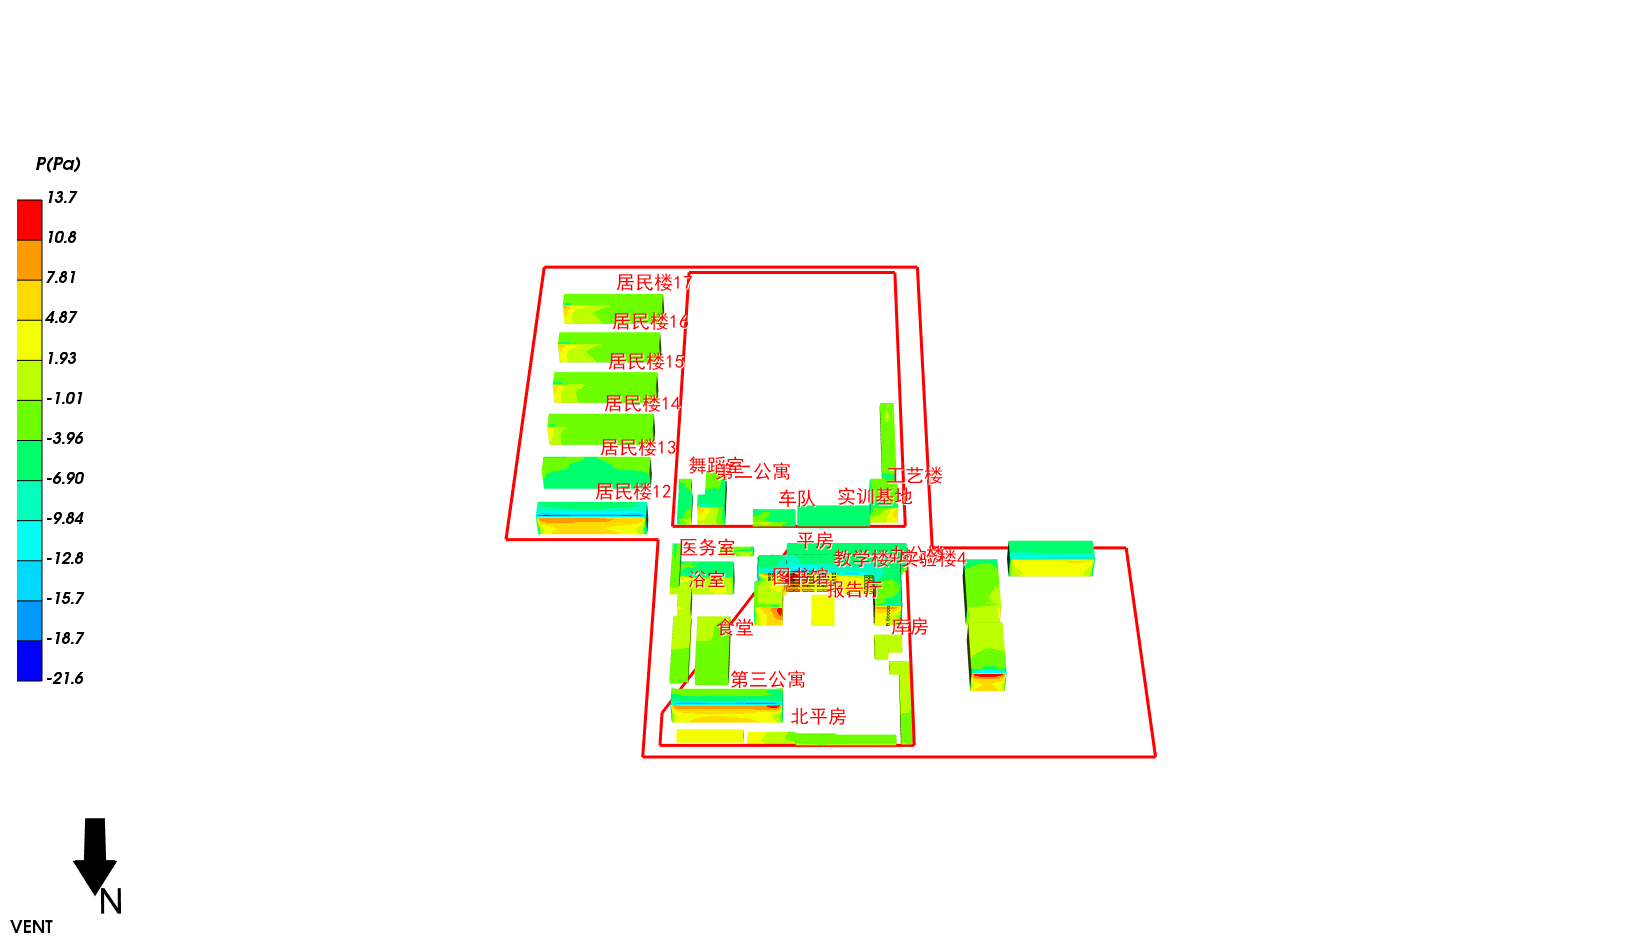 P(Pa)
13.7
10.8
7.81
4.87
1.93
-1.01
-3.96
-6.90
-9.84
-12.8
-15.7
-18.7
-21.6
居民楼17
居民楼16
居民楼15
居民楼14
居民楼13
居民楼12
舞蹈室
第二公寓
工艺楼
车队
实训基地
平房
医务室
办公楼
教学楼
实验楼4
图书馆
浴室
报告厅
食堂
库房
第三公寓
北平房
N
VENT